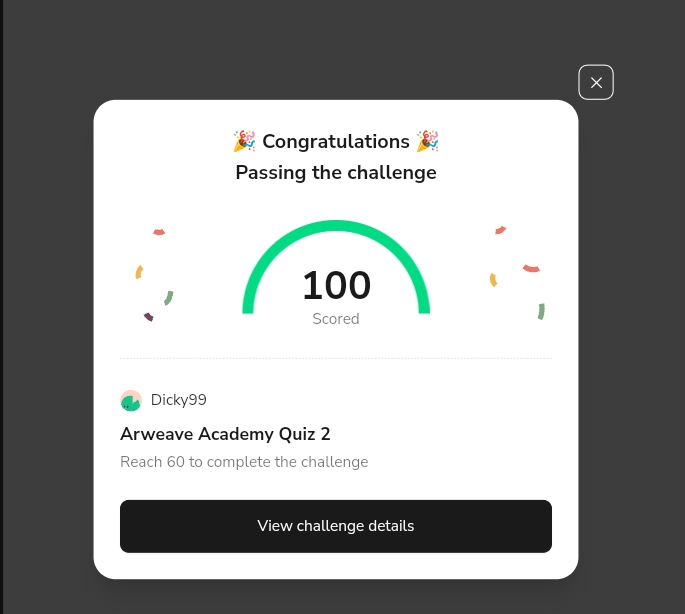 🎉 Congratulations 🎉
Passing the challenge
100
Scored
Dicky99
Arweave Academy Quiz 2
Reach 60 to complete the challenge
View challenge details